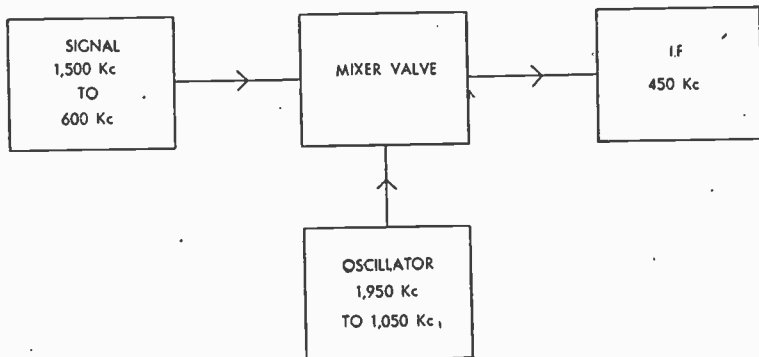 SIGNAL
1,500 Kc
TO
600 Kc
MIXER VALVE
I.F
450 Kc
OSCILLATOR
1,950 Kc
TO 1,050 Kc